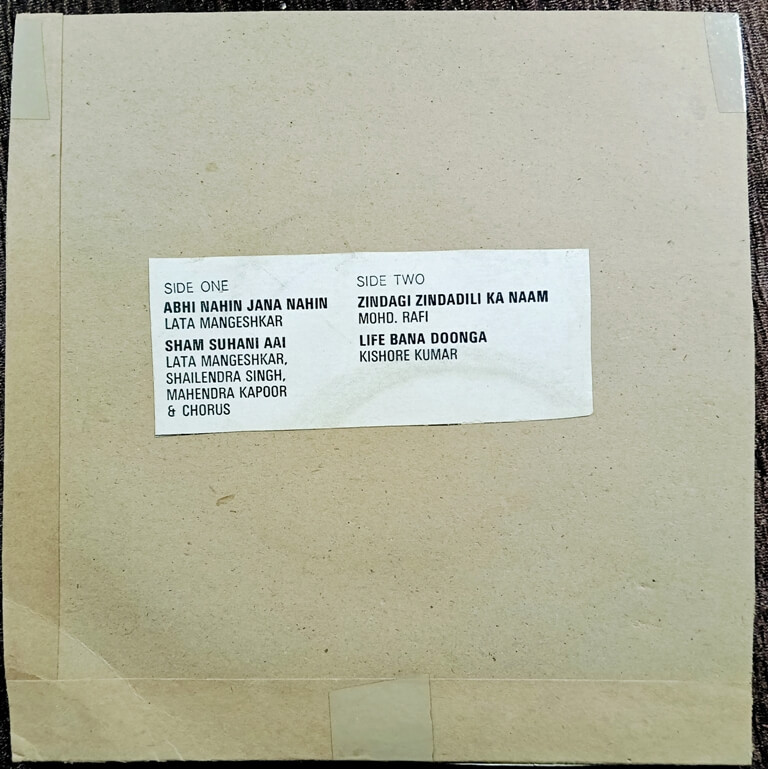 SIDE ONE
ABHI NAHIN JANA NAHIN
LATA MANGESHKAR
SHAM SUHANI AAI
LATA MANGESHKAR,
SHAILENDRA SINGH,
MAHENDRA KAPOOR
& CHORUS
SIDE TWO
ZINDAGI ZINDADILI KA NAAM
MOHD. RAFI
LIFE BANA DOONGA
KISHORE KUMAR